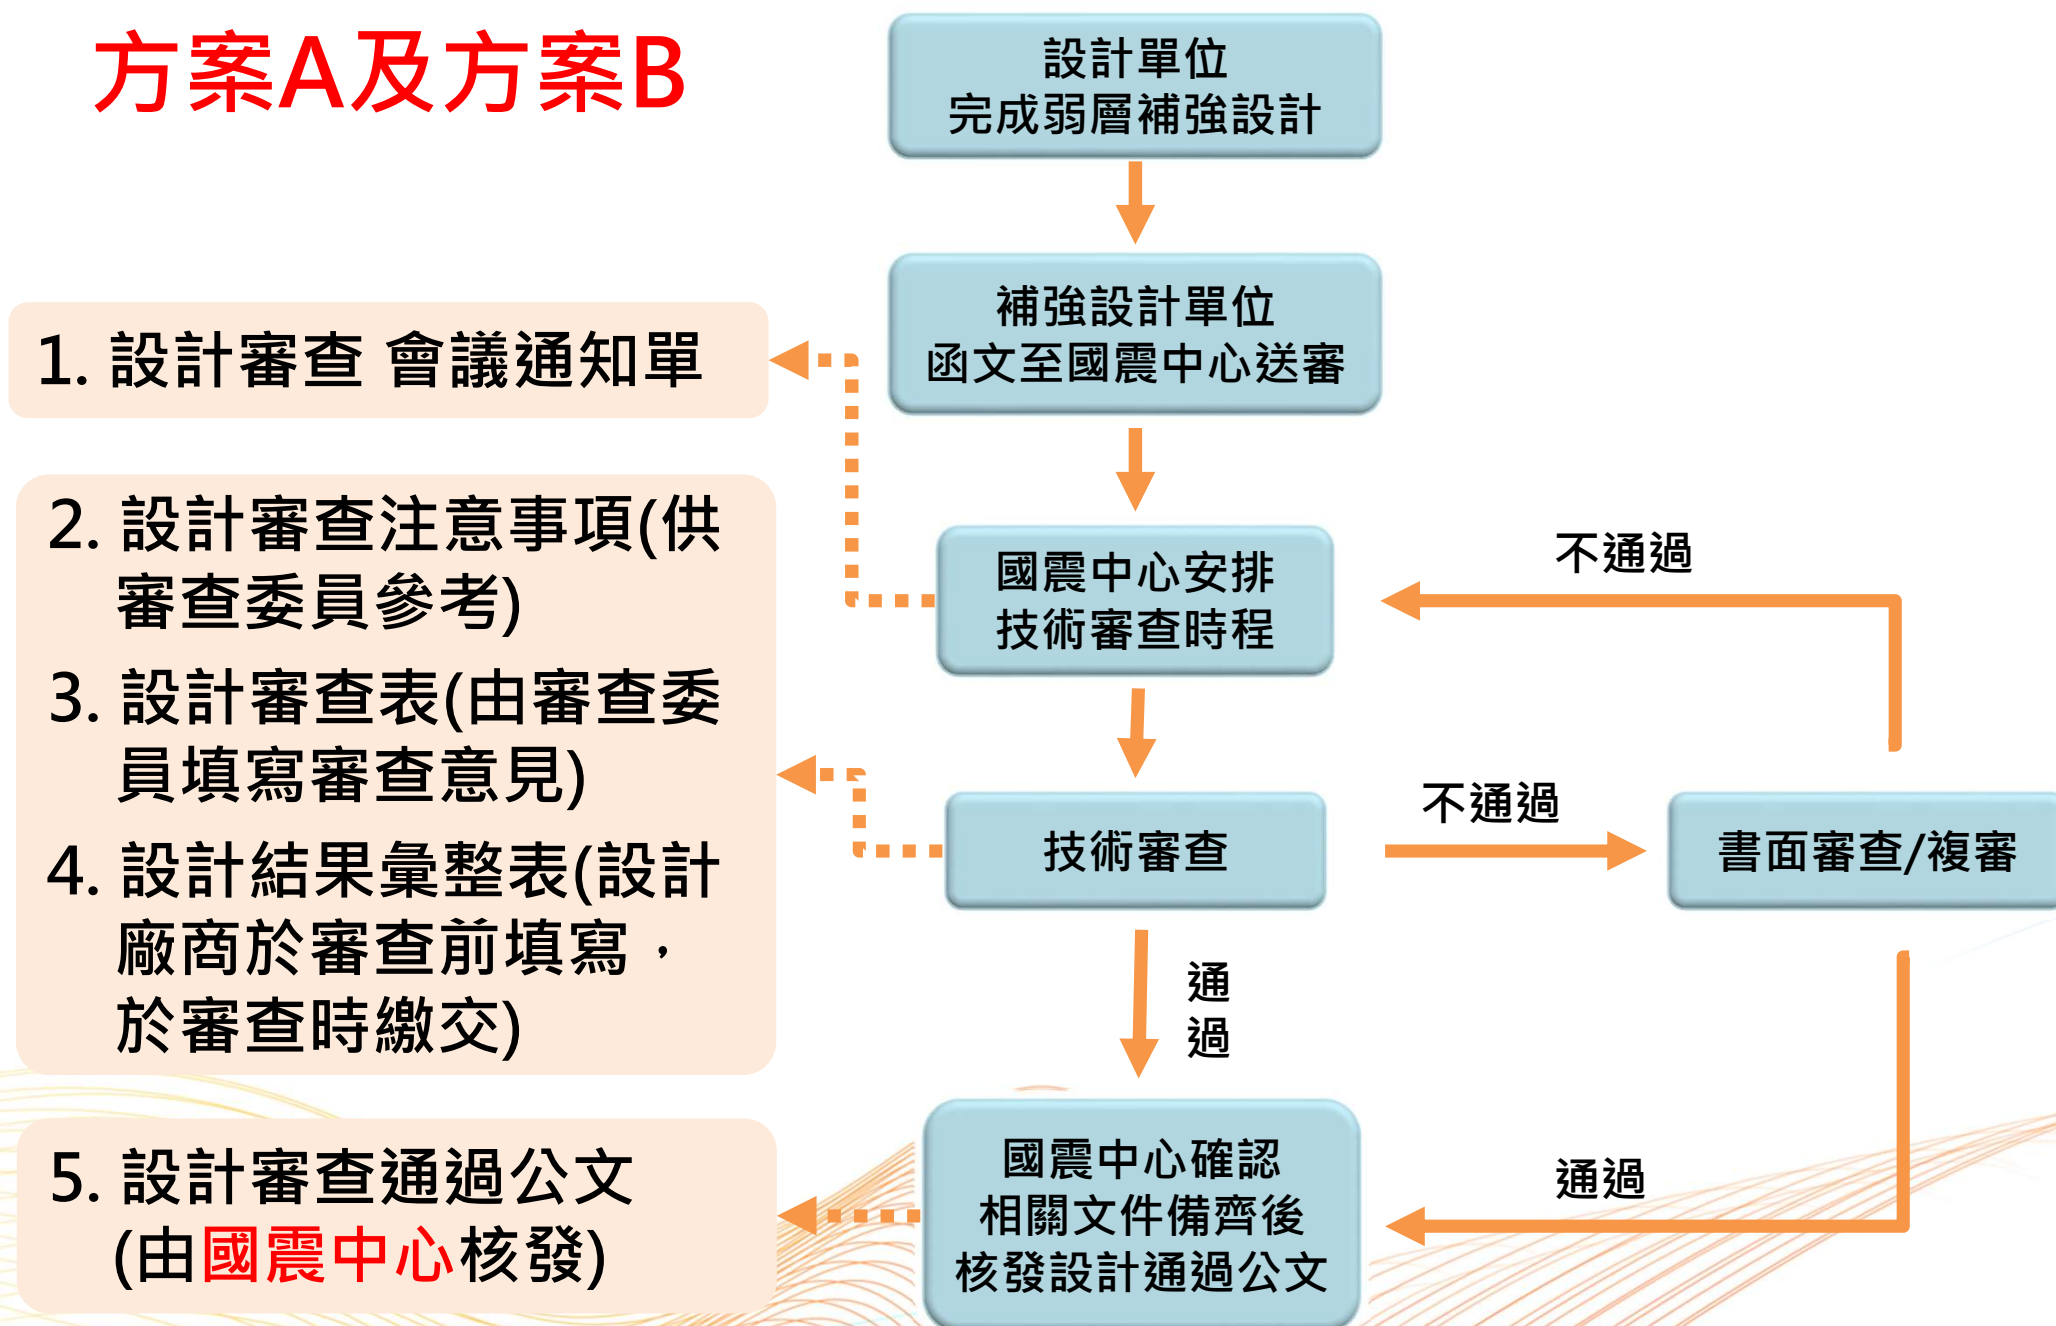 方案A及方案B
設計單位
完成弱層補強設計
補強設計單位
函文至國震中心送審
1. 設計審查 會議通知單
國震中心安排
技術審查時程
不通過
2. 設計審查注意事項(供
審查委員參考)
3. 設計審查表(由審查委
員填寫審查意見)
4. 設計結果彙整表(設計
廠商於審查前填寫，
於審查時繳交)
技術審查
不通過
書面審查/複審
通
過
5. 設計審查通過公文
(由國震中心核發)
國震中心確認
相關文件備齊後
核發設計通過公文
通過